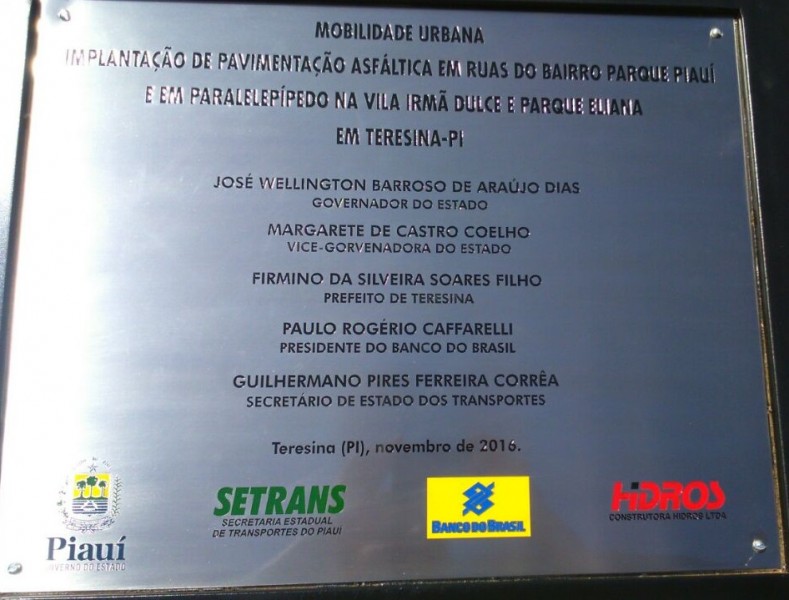 MOBILIDADE URBANA
IMPLANTAÇÃO DE PAVIMENTAÇÃO ASFÁLTICA EM RUAS DO BAIRRO PARQUE PIAUÍ
E EM PARALELEPÍPEDO NA VILA IRMÃ DULCE E PARQUE ELIANA
EM TERESINA-PI
JOSÉ WELLINGTON BARROSO DE ARAÚJO DIAS
GOVERNADOR DO ESTADO
MARGARETE DE CASTRO COELHO
VICE-GORVENADORA DO ESTADO
FIRMINO DA SILVEIRA SOARES FILHO
PREFEITO DE TERESINA
PAULO ROGÉRIO CAFFARELLI
PRESIDENTE DO BANCO DO BRASIL
GUILHERMANO PIRES FERREIRA CORRÊA
SECRETÁRIO DE ESTADO DOS TRANSPORTES
Teresina (PI), novembro de 2016.
Piauí
GOVERNO DO ESTADO
SETRANS
SECRETARIA ESTADUAL
DE TRANSPORTES DO PIAUÍ
BANCO DO BRASIL
HIDROS
CONSTRUTORA HIDROS LTDA